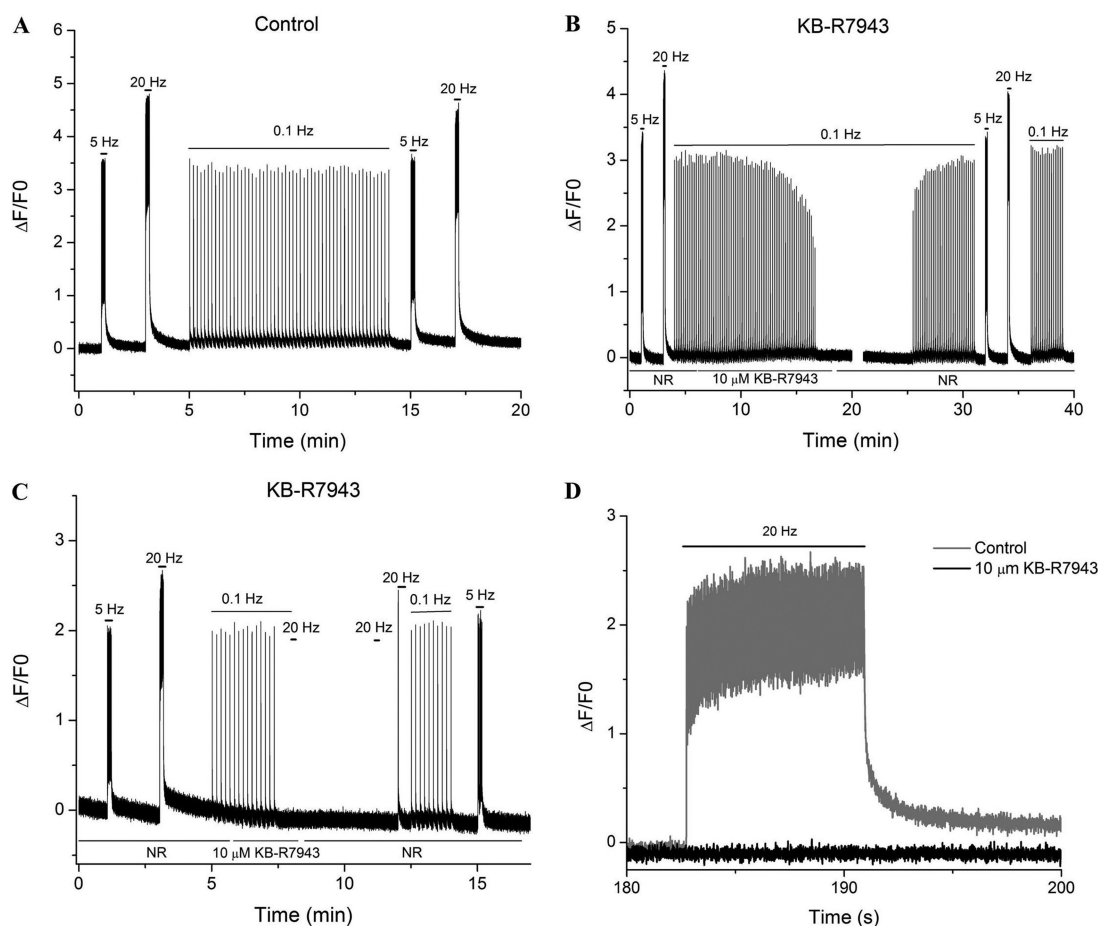 A
Control
6
5
4
3
2
1
0
ΔF/F0
5 Hz
20 Hz
0.1 Hz
5 Hz
20 Hz
0
5
10
15
20
Time (min)
B
KB-R7943
5
4
3
2
1
0
ΔF/F0
5 Hz
20 Hz
0.1 Hz
5 Hz
20 Hz
0.1 Hz
NR
10 µM KB-R7943
NR
0
10
20
30
40
Time (min)
C
KB-R7943
3
2
1
0
ΔF/F0
5 Hz
20 Hz
0.1 Hz
20 Hz
20 Hz
20 Hz
0.1 Hz
5 Hz
NR
10 µM KB-R7943
NR
0
5
10
15
Time (min)
D
3
2
1
0
ΔF/F0
20 Hz
Control
10 µm KB-R7943
180
190
200
Time (s)